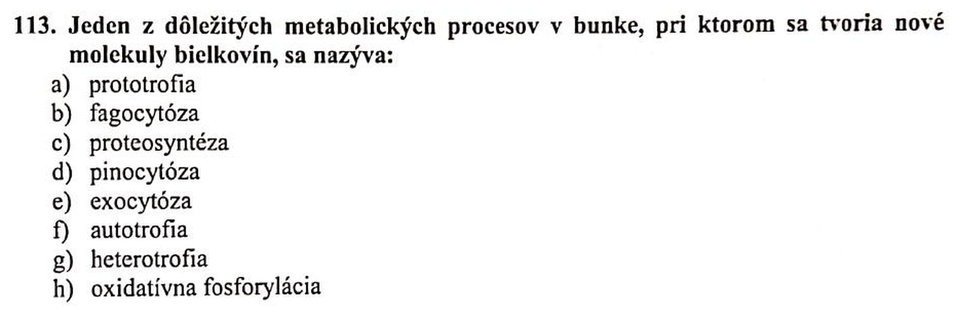 113. Jeden z dôležitých metabolických procesov v bunke, pri ktorom sa tvoria nové
molekuly bielkovín, sa nazýva:
a) prototrofia
b) fagocytóza
c) proteosyntéza
d) pinocytóza
e) exocytóza
f) autotrofia
g) heterotrofia
h) oxidatívna fosforylácia